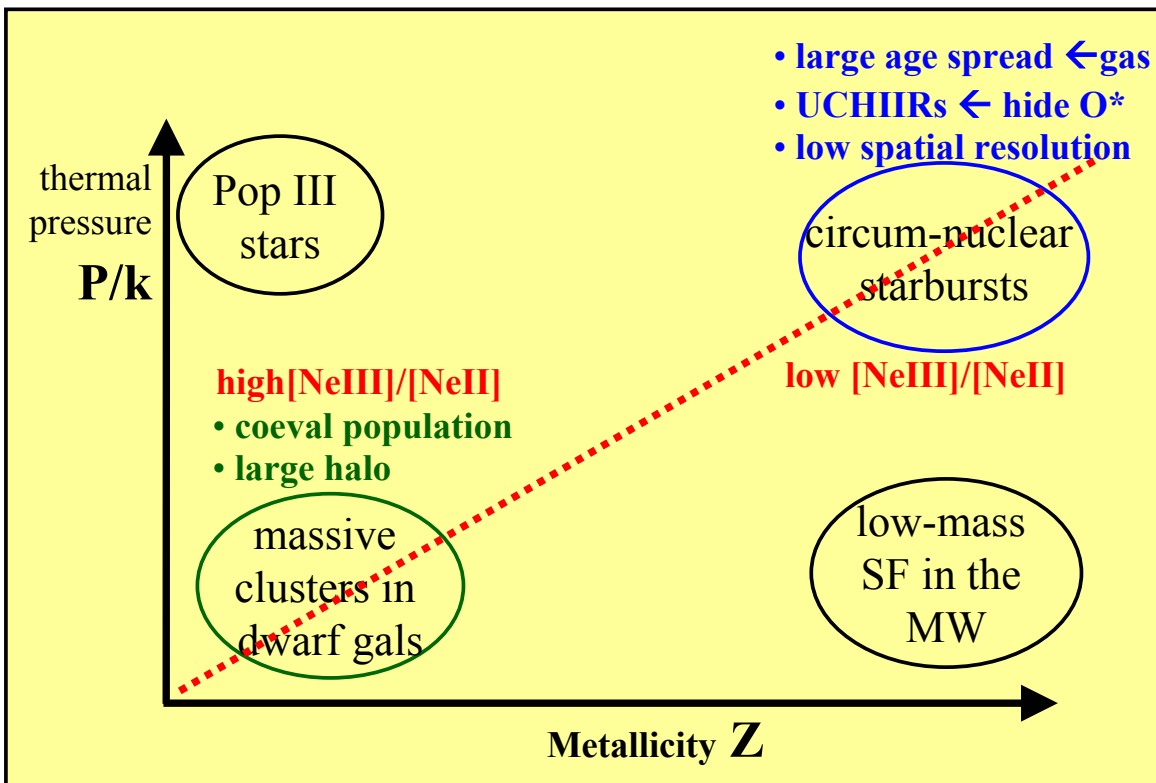 • large age spread ←gas
• UCHIIRs ← hide O*
• low spatial resolution
thermal
pressure
P/k
Pop III
stars
circum-nuclear
starbursts
high[NeIII]/[NeII]
• coeval population
• large halo
low [NeIII]/[NeII]
massive
clusters in
dwarf gals
low-mass
SF in the
MW
Metallicity Z